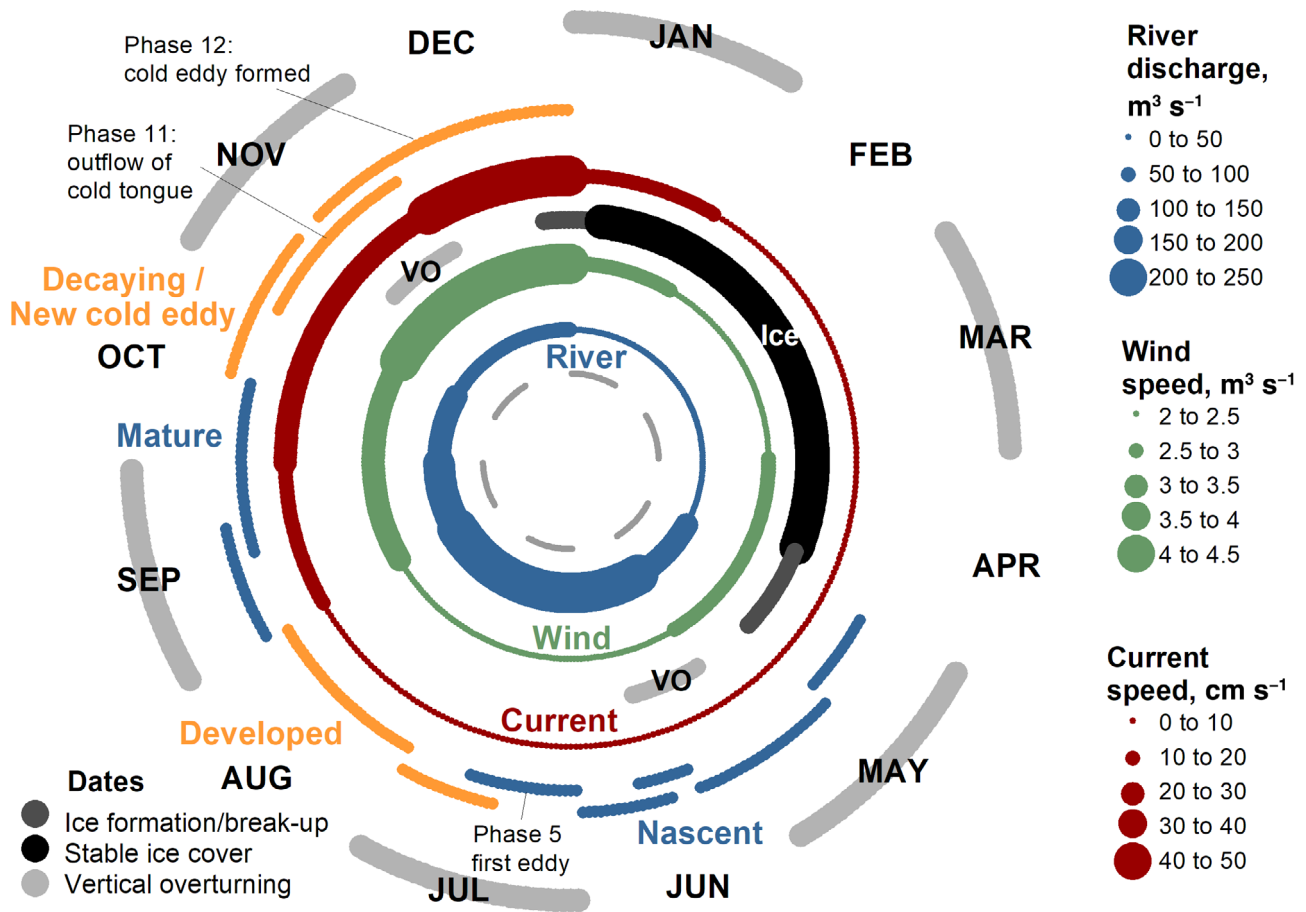 DEC
JAN
Phase 12:
cold eddy formed
Phase 11:
outflow of
cold tongue
NOV
FEB
VO
Decaying /
New cold eddy
OCT
Ice
MAR
River
Mature
SEP
APR
Wind
VO
Current
Developed
AUG
MAY
Nascent
Phase 5
first eddy
JUL
JUN
Dates
Ice formation/break-up
Stable ice cover
Vertical overturning
River
discharge,
m³ s⁻¹
0 to 50
50 to 100
100 to 150
150 to 200
200 to 250
Wind
speed, m³ s⁻¹
2 to 2.5
2.5 to 3
3 to 3.5
3.5 to 4
4 to 4.5
Current
speed, cm s⁻¹
0 to 10
10 to 20
20 to 30
30 to 40
40 to 50